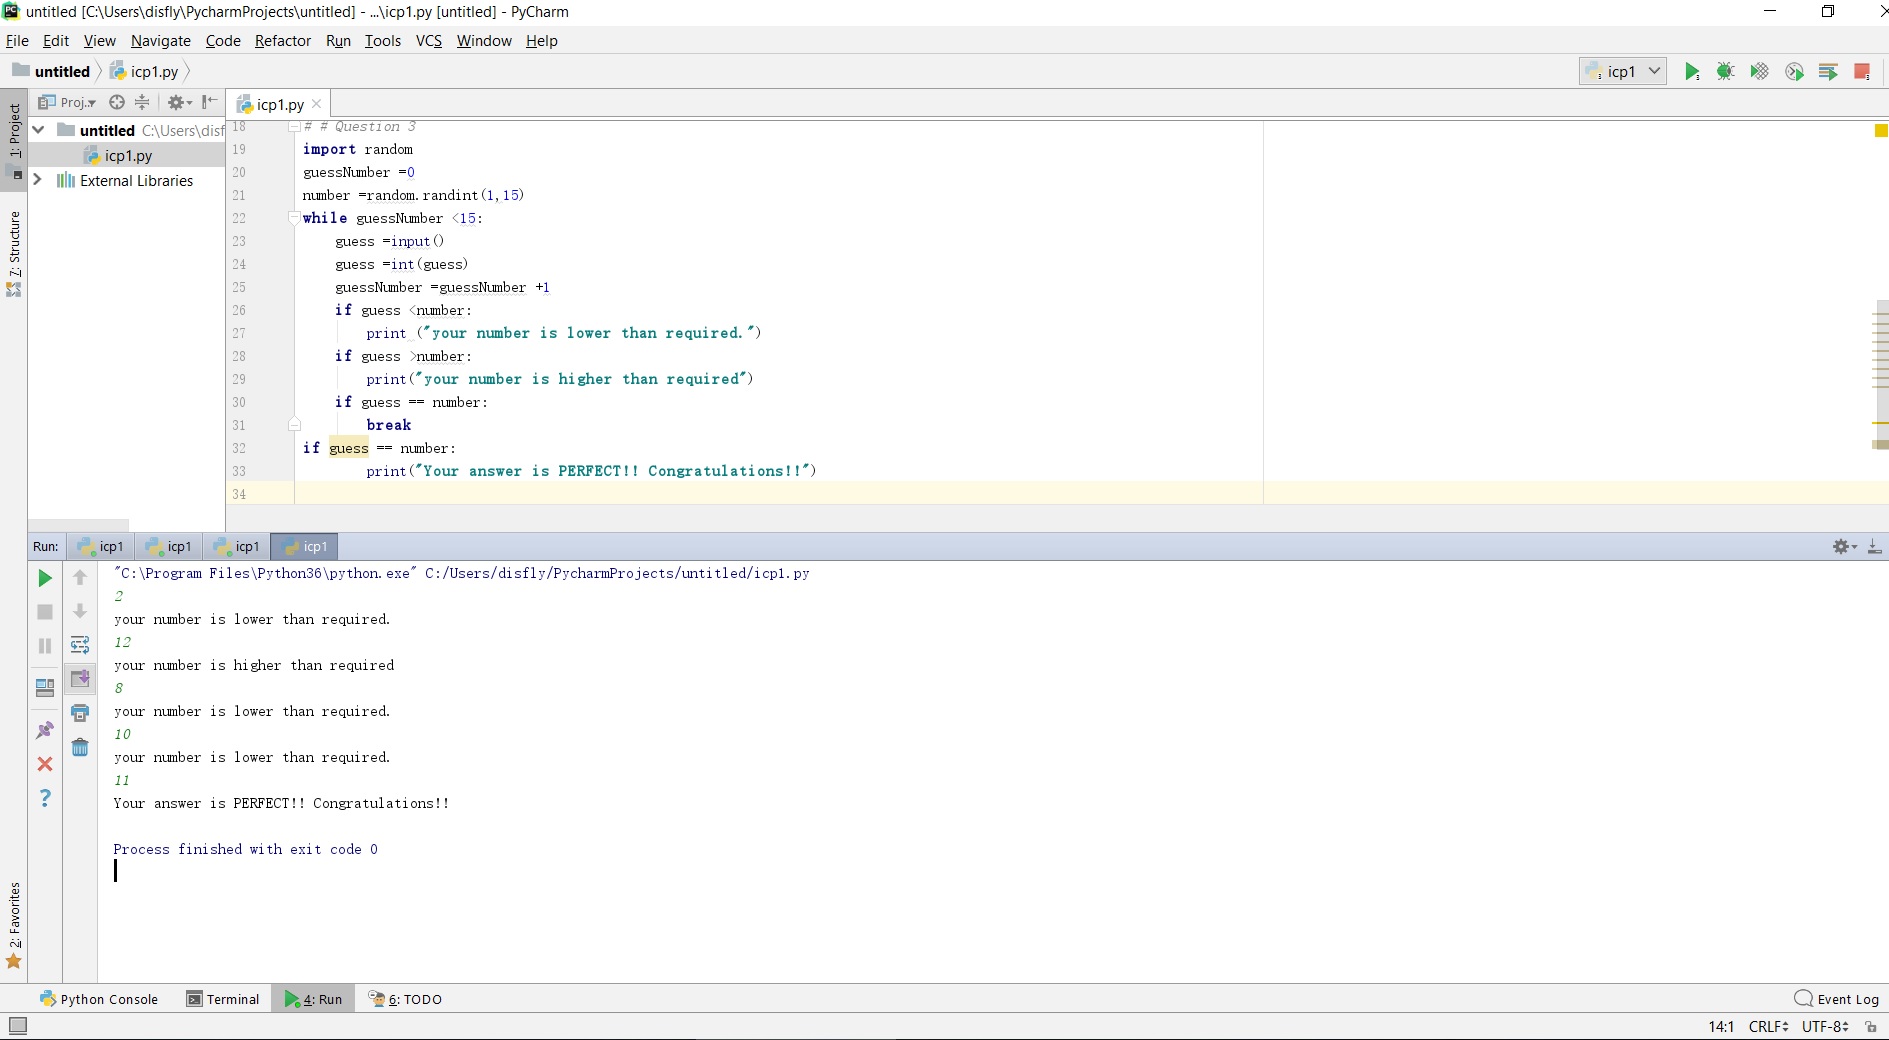 untitled [C:\Users\disfly\PycharmProjects\untitled] - ...\icp1.py [untitled] - PyCharm
File Edit View Navigate Code Refactor Run Tools VCS Window Help
untitled icp1.py icp1
1: Project
7: Structure
2: Favorites
Proj...
untitled C:\Users\disf
icp1.py
External Libraries
icp1.py
18 # # Question 3
19 import random
20 guessNumber =0
21 number =random.randint(1,15)
22 while guessNumber <15:
23 guess =input()
24 guess =int(guess)
25 guessNumber =guessNumber +1
26 if guess <number:
27 print ("your number is lower than required.")
28 if guess >number:
29 print("your number is higher than required")
30 if guess == number:
31 break
32 if guess == number:
33 print("Your answer is PERFECT!! Congratulations!!")
34
Run: icp1 icp1 icp1 icp1
"C:\Program Files\Python36\python.exe" C:/Users/disfly/PycharmProjects/untitled/icp1.py
2
your number is lower than required.
12
your number is higher than required
8
your number is lower than required.
10
your number is lower than required.
11
Your answer is PERFECT!! Congratulations!!
Process finished with exit code 0
Python Console Terminal 4: Run 6: TODO Event Log
14:1 CRLF UTF-8